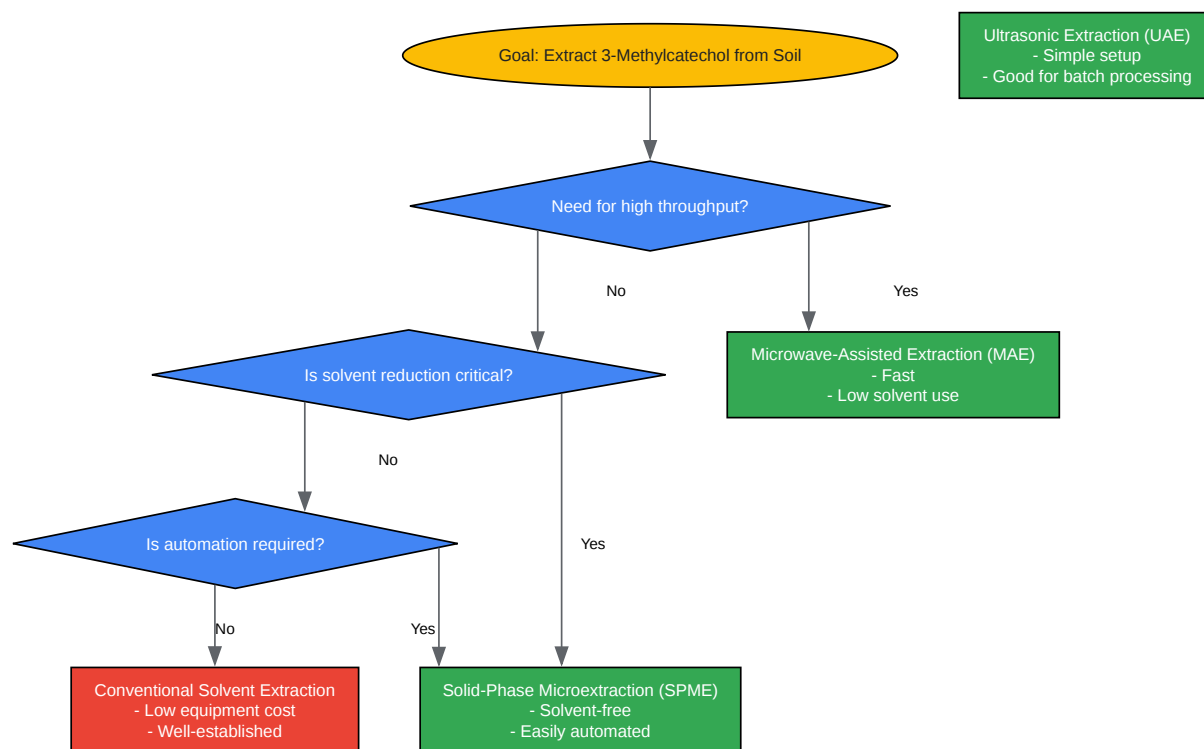 Goal: Extract 3-Methylcatechol from Soil
Ultrasonic Extraction (UAE)
- Simple setup
- Good for batch processing
Need for high throughput?
No
Yes
Is solvent reduction critical?
Microwave-Assisted Extraction (MAE)
- Fast
- Low solvent use
No
Is automation required?
Yes
No
Yes
Conventional Solvent Extraction
- Low equipment cost
- Well-established
Solid-Phase Microextraction (SPME)
- Solvent-free
- Easily automated